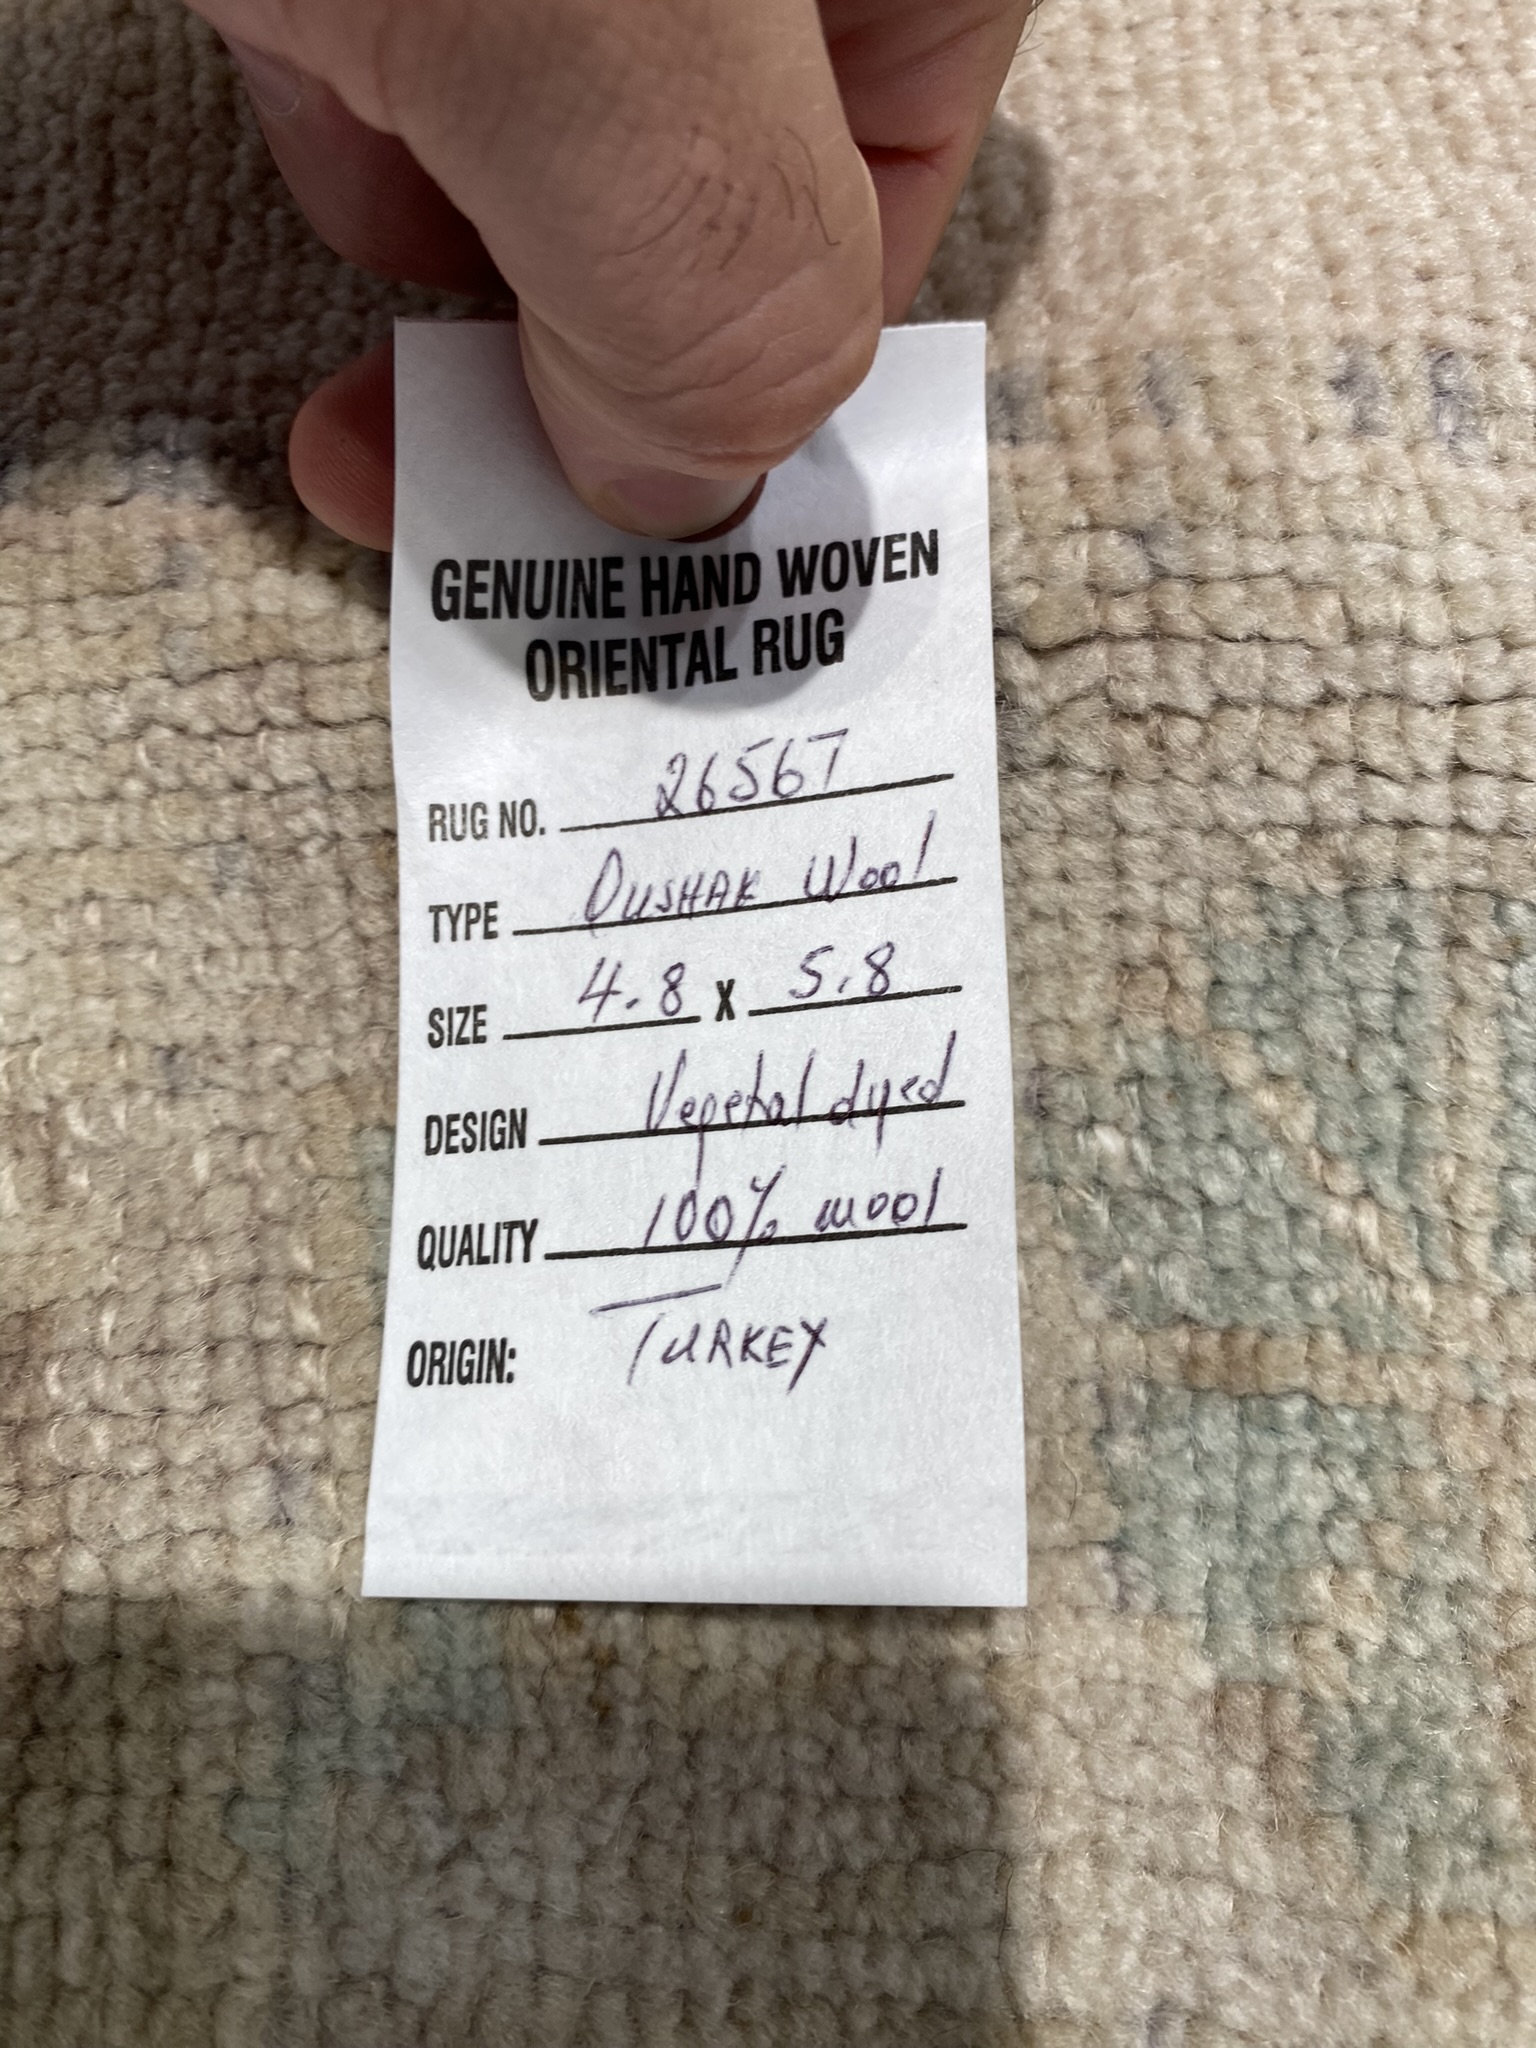 GENUINE HAND WOVEN
ORIENTAL RUG
RUG NO. 26567
TYPE OUSHAK Wool
SIZE 4.8 X 5.8
DESIGN Vegetal dyed
QUALITY 100% wool
ORIGIN: TURKEY